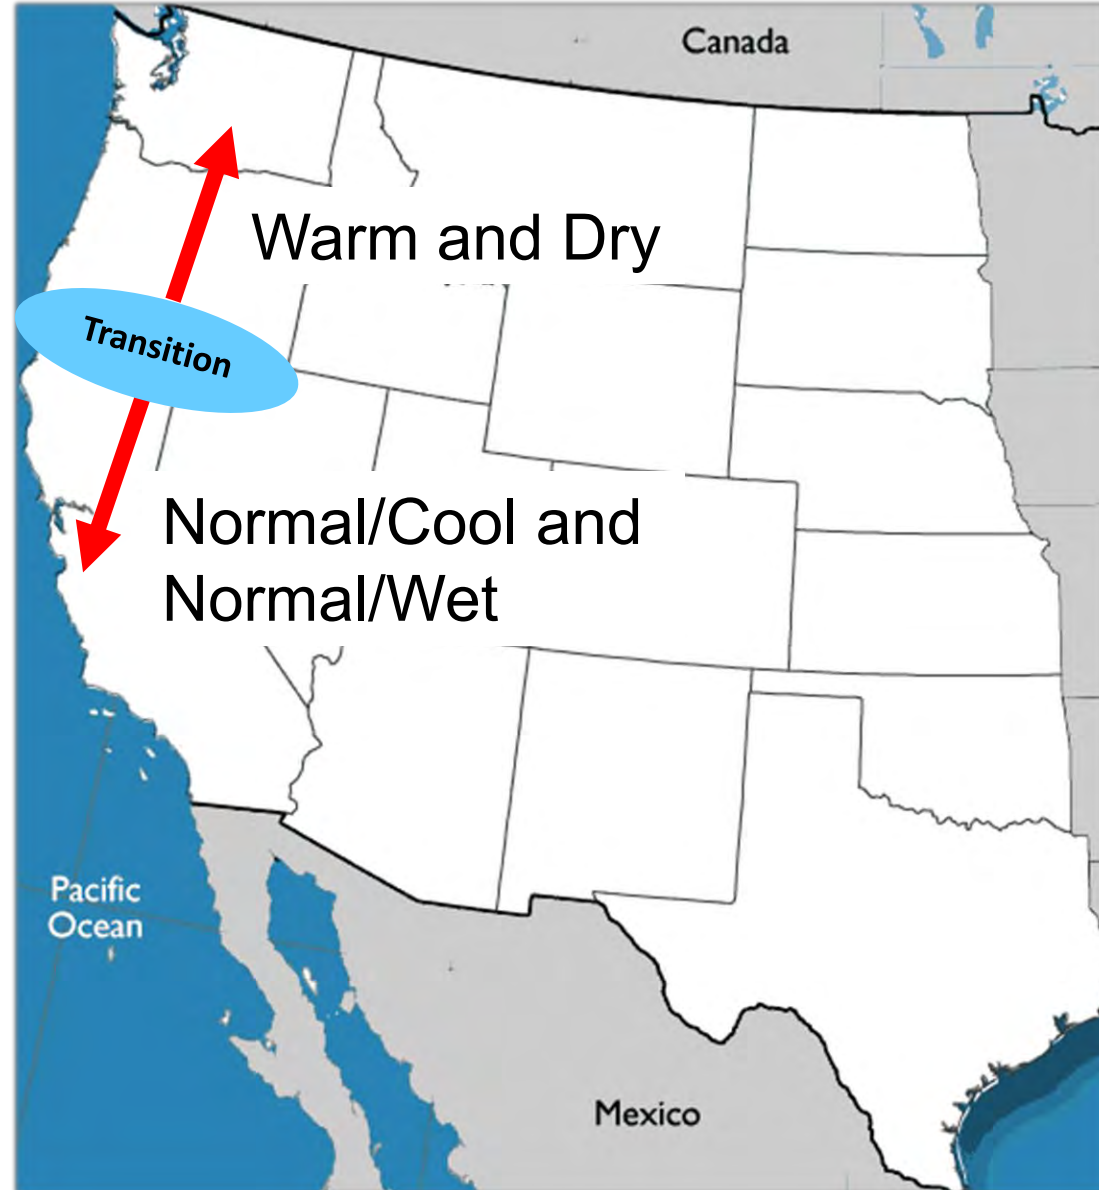 Canada
Warm and Dry
Transition
Normal/Cool and
Normal/Wet
Pacific
Ocean
Mexico